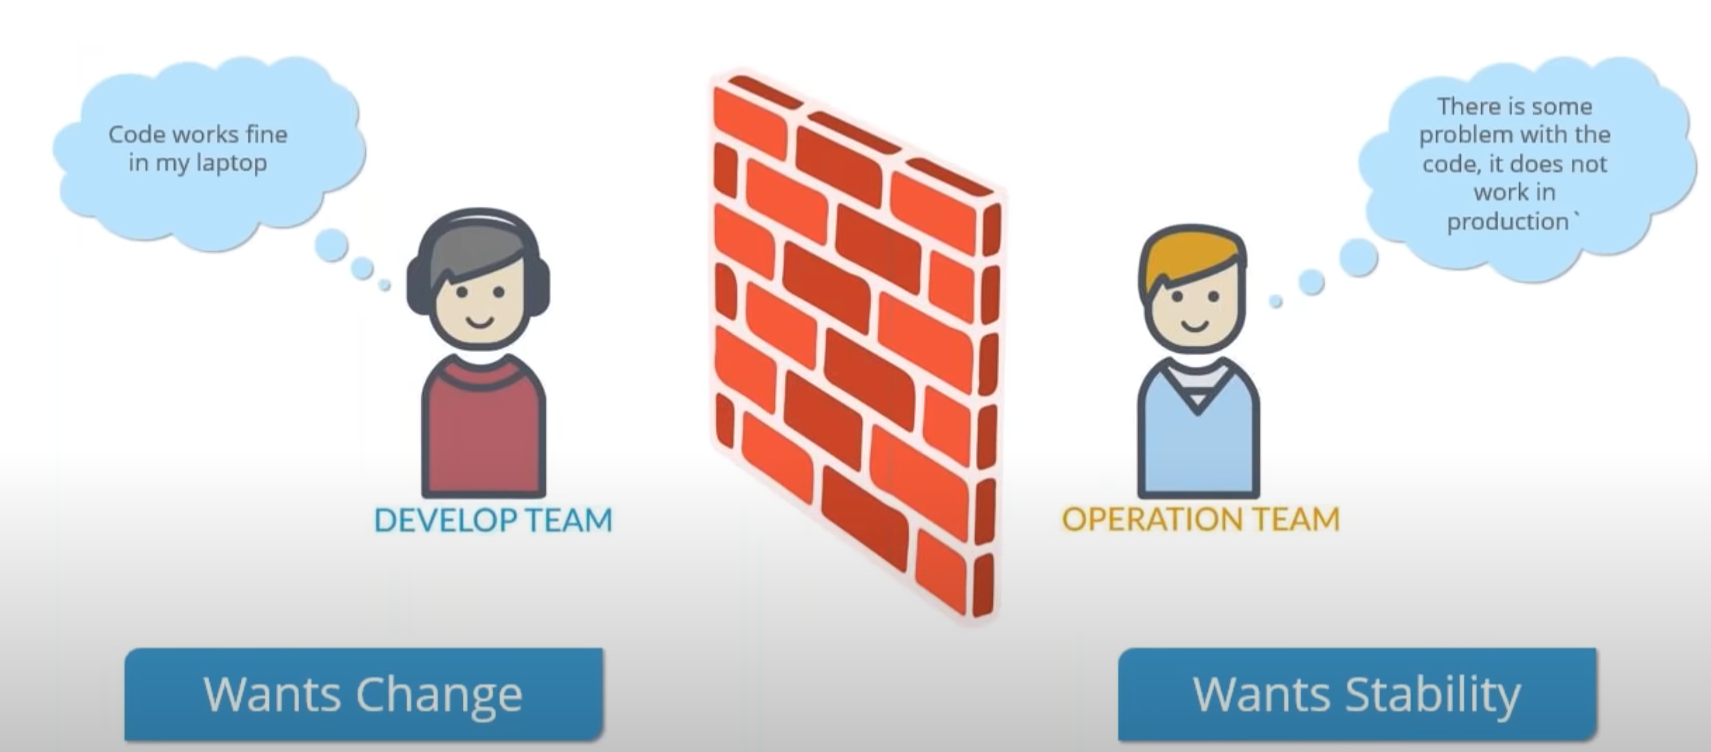 Code works fine
in my laptop
There is some
problem with the
code, it does not
work in
production`
DEVELOP TEAM
OPERATION TEAM
Wants Change
Wants Stability